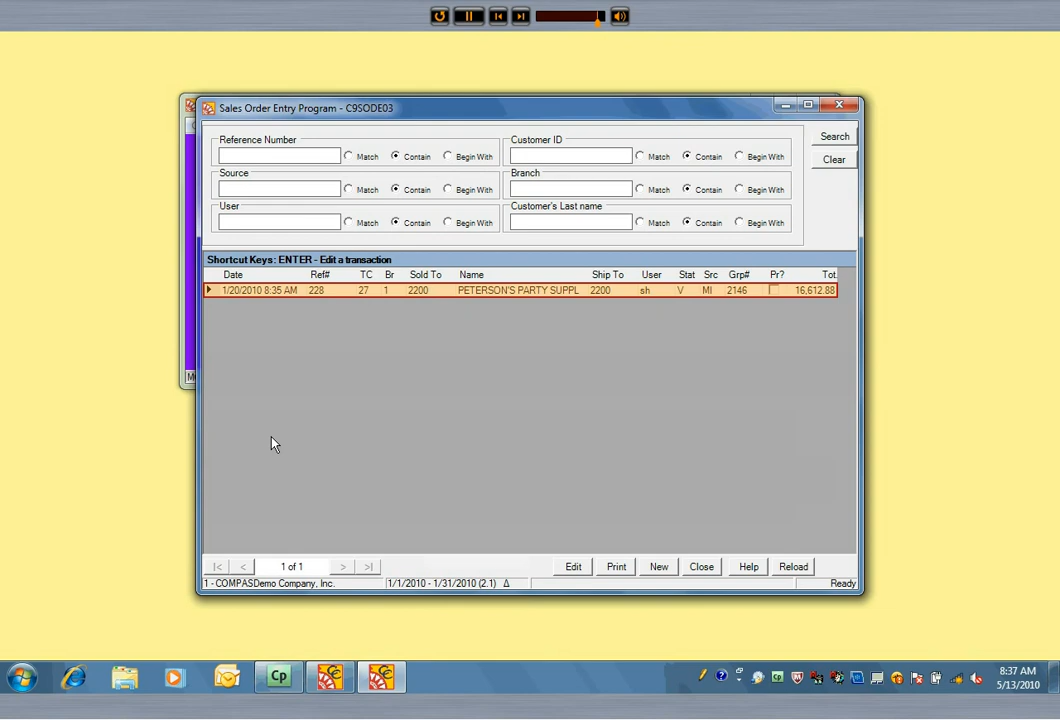 Sales Order Entry Program - C9SODE03
Reference Number
Match Contain Begin With
Customer ID
Match Contain Begin With
Search
Source
Match Contain Begin With
Branch
Match Contain Begin With
Clear
User
Match Contain Begin With
Customer's Last name
Match Contain Begin With
Shortcut Keys: ENTER - Edit a transaction
Date Ref# TC Br Sold To Name Ship To User Stat Src Grp# Pr? Tot.
1/20/2010 8:35 AM 228 27 1 2200 PETERSON'S PARTY SUPPL 2200 sh V MI 2146 16,612.88
|< < 1 of 1 > >| Edit Print New Close Help Reload
1 - COMPASDemo Company, Inc. 1/1/2010 - 1/31/2010 (2.1) Δ Ready
Cp
8:37 AM
5/13/2010